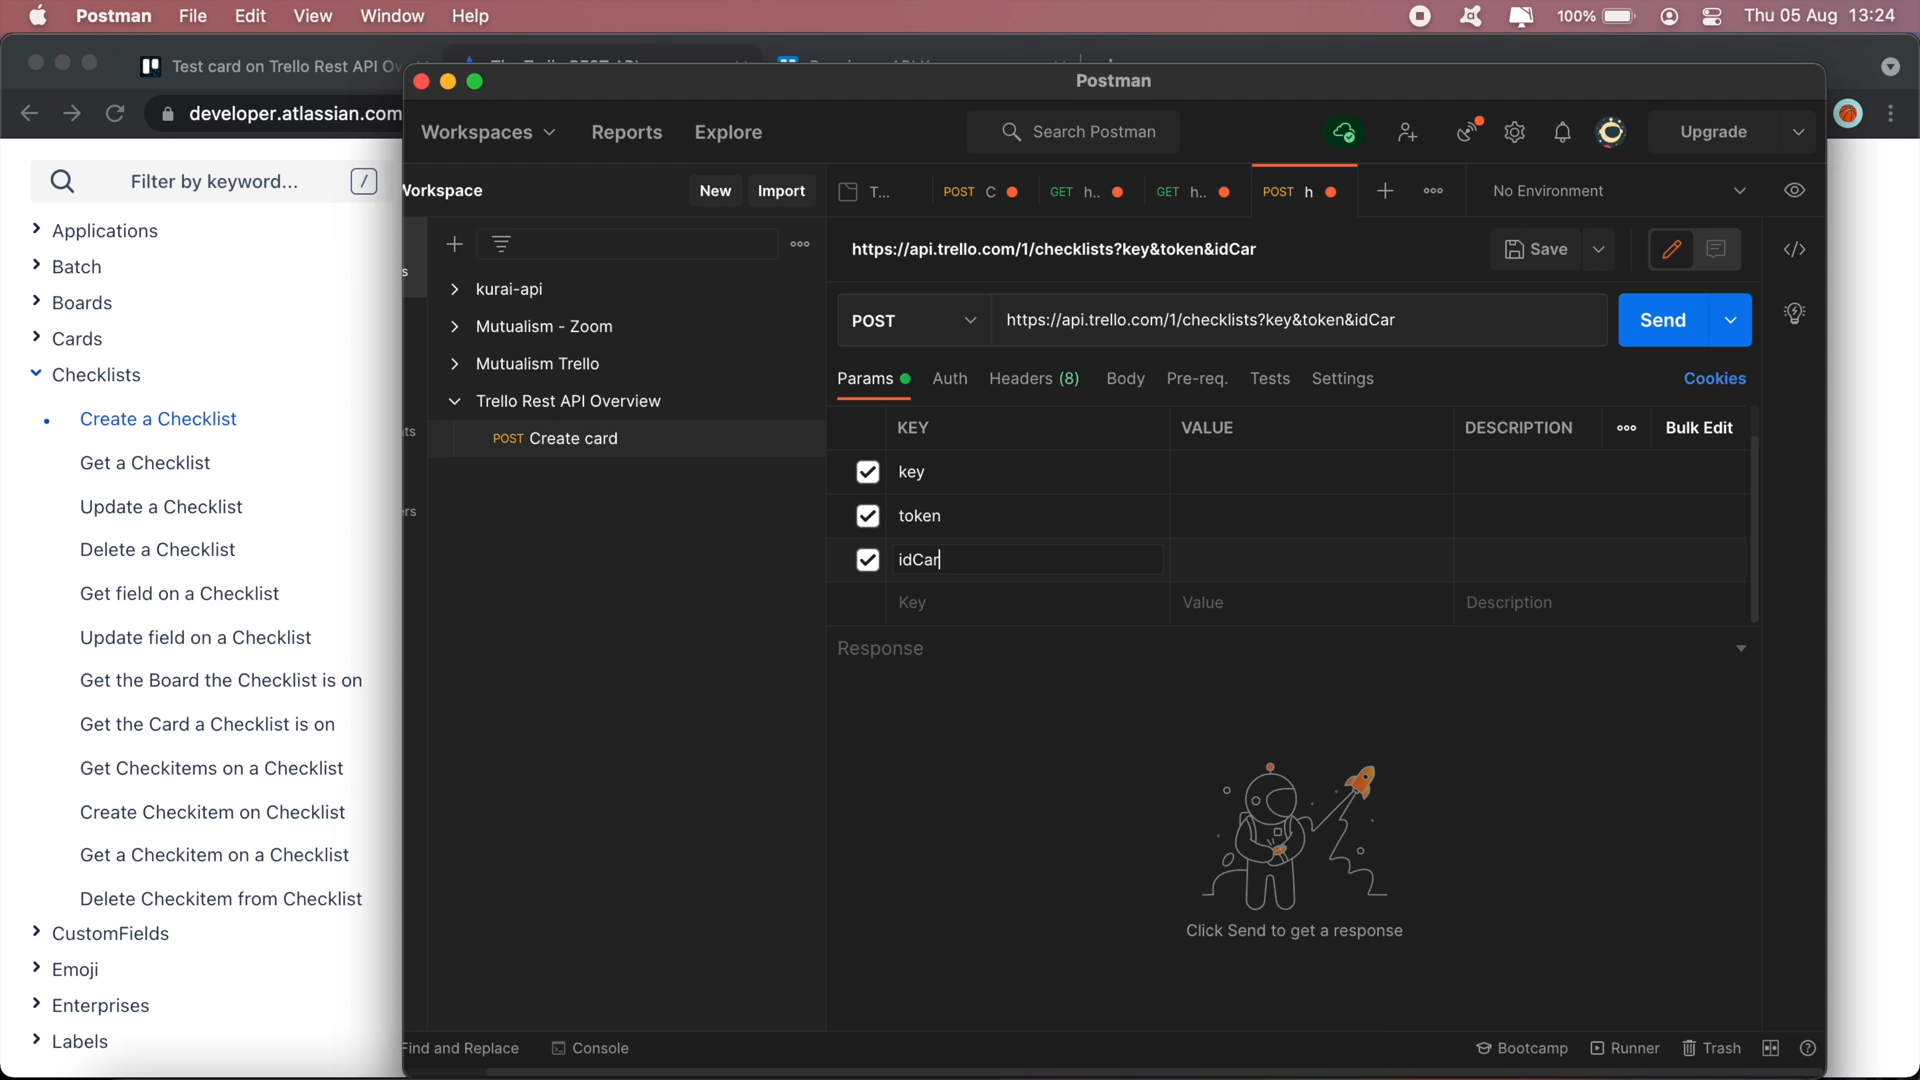 Postman File Edit View Window Help
100% Thu 05 Aug 13:24
Test card on Trello Rest API Ov
developer.atlassian.com
Filter by keyword... /
Applications
Batch
Boards
Cards
Checklists
Create a Checklist
Get a Checklist
Update a Checklist
Delete a Checklist
Get field on a Checklist
Update field on a Checklist
Get the Board the Checklist is on
Get the Card a Checklist is on
Get Checkitems on a Checklist
Create Checkitem on Checklist
Get a Checkitem on a Checklist
Delete Checkitem from Checklist
CustomFields
Emoji
Enterprises
Labels
Postman
Workspaces Reports Explore
Search Postman
Upgrade
Workspace New Import
kurai-api
Mutualism - Zoom
Mutualism Trello
Trello Rest API Overview
POST Create card
T... POST C GET h.. GET h.. POST h
No Environment
https://api.trello.com/1/checklists?key&token&idCar
Save
POST https://api.trello.com/1/checklists?key&token&idCar Send
Params Auth Headers (8) Body Pre-req. Tests Settings Cookies
KEY VALUE DESCRIPTION Bulk Edit
key
token
idCar
Key Value Description
Response
Click Send to get a response
Find and Replace Console
Bootcamp Runner Trash